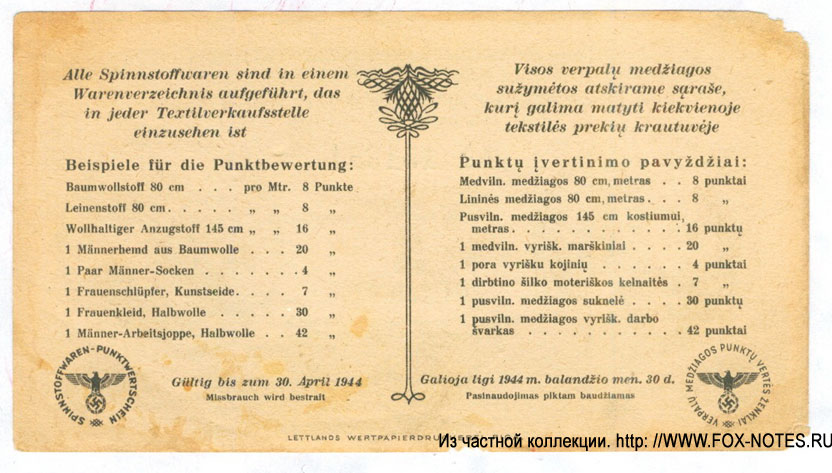 Alle Spinnstoffwaren sind in einem
Warenverzeichnis aufgeführt, das
in jeder Textilverkaufsstelle
einzusehen ist
Beispiele für die Punktbewertung:
Baumwollstoff 80 cm . . . pro Mtr. 8 Punkte
Leinenstoff 80 cm . . . . . „ „ 8 „
Wollhaltiger Anzugstoff 145 cm „ „ 16 „
1 Männerhemd aus Baumwolle . . . 20 „
1 Paar Männer-Socken . . . . . . . 4 „
1 Frauenschlüpfer, Kunstseide . . . . 7 „
1 Frauenkleid, Halbwolle . . . . . 30 „
1 Männer-Arbeitsjoppe, Halbwolle . . 42 „
SPINNSTOFFWAREN-PUNKTWERTSCHEIN
Gültig bis zum 30. April 1944
Missbrauch wird bestraft
Visos verpalų medžiagos
sužymėtos atskirame sąraše,
kurį galima matyti kiekvienoje
tekstilės prekių krautuvėje
Punktų įvertinimo pavyždžiai:
Medviln. medžiagos 80 cm, metras . . 8 punktai
Lininės medžiagos 80 cm, metras . . . 8 „
Pusviln. medžiagos 145 cm kostiumui,
metras . . . . . . . . . . . . 16 punktų
1 medviln. vyrišk. marškiniai . . . 20 „
1 pora vyrišku kojinių . . . . . . 4 punktai
1 dirbtino šilko moteriškos kelnaitės . 7 „
1 pusviln. medžiagos suknelė . . . . 30 punktų
1 pusviln. medžiagos vyrišk. darbo
švarkas . . . . . . . . . . . 42 punktai
Galioja ligi 1944 m. balandžio men. 30 d.
Pasinaudojimas piktam baudžiamas
VERPALŲ MEDŽIAGOS PUNKTŲ VERTĖS ŽENKLAI
LETTLANDS
Из частной коллекции. http: //WWW.FOX-NOTES.RU